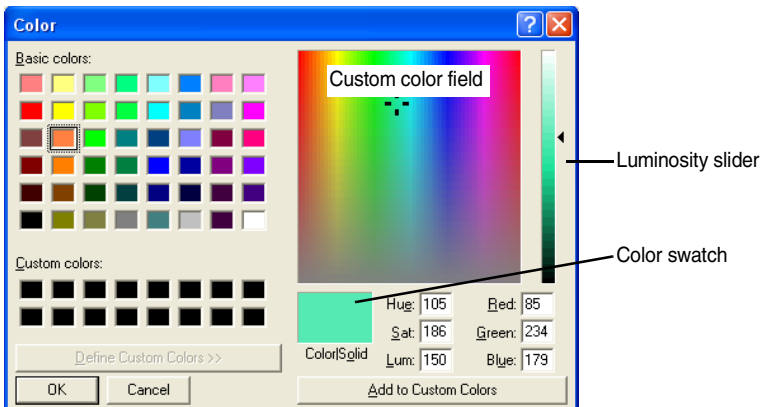 Color
Basic colors:
Custom color field
Luminosity slider
Color swatch
Custom colors:
Hue: 105 Red: 85
Sat: 186 Green: 234
Color|Solid Lum: 150 Blue: 179
Define Custom Colors >>
OK Cancel Add to Custom Colors